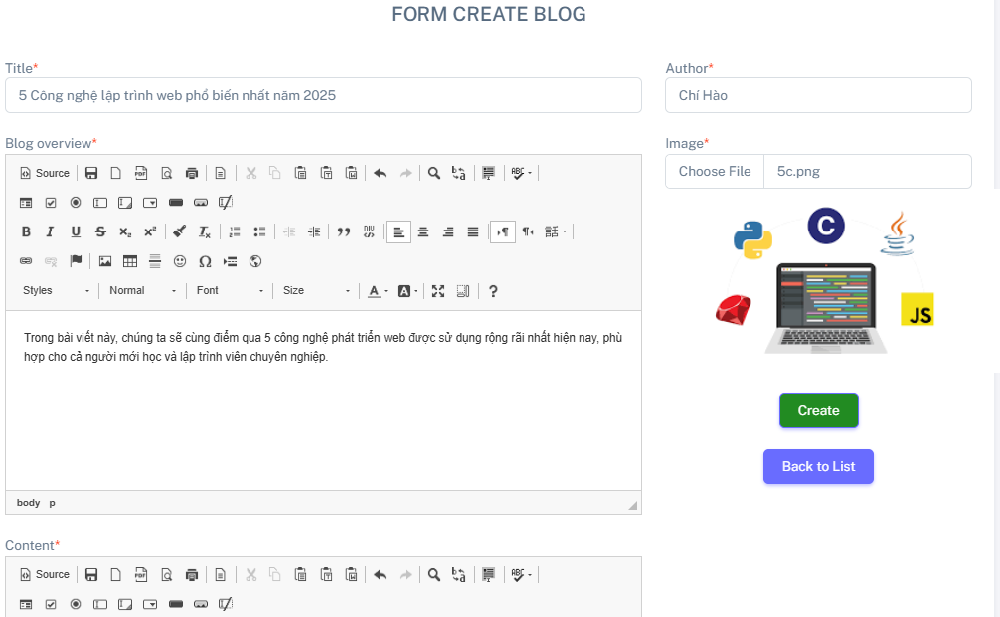 FORM CREATE BLOG
Title*
5 Công nghệ lập trình web phổ biến nhất năm 2025
Author*
Chí Hào
Blog overview*
Source
Styles Normal Font Size
Trong bài viết này, chúng ta sẽ cùng điểm qua 5 công nghệ phát triển web được sử dụng rộng rãi nhất hiện nay, phù
hợp cho cả người mới học và lập trình viên chuyên nghiệp.
body p
Image*
Choose File 5c.png
C
JS
Create
Back to List
Content*
Source